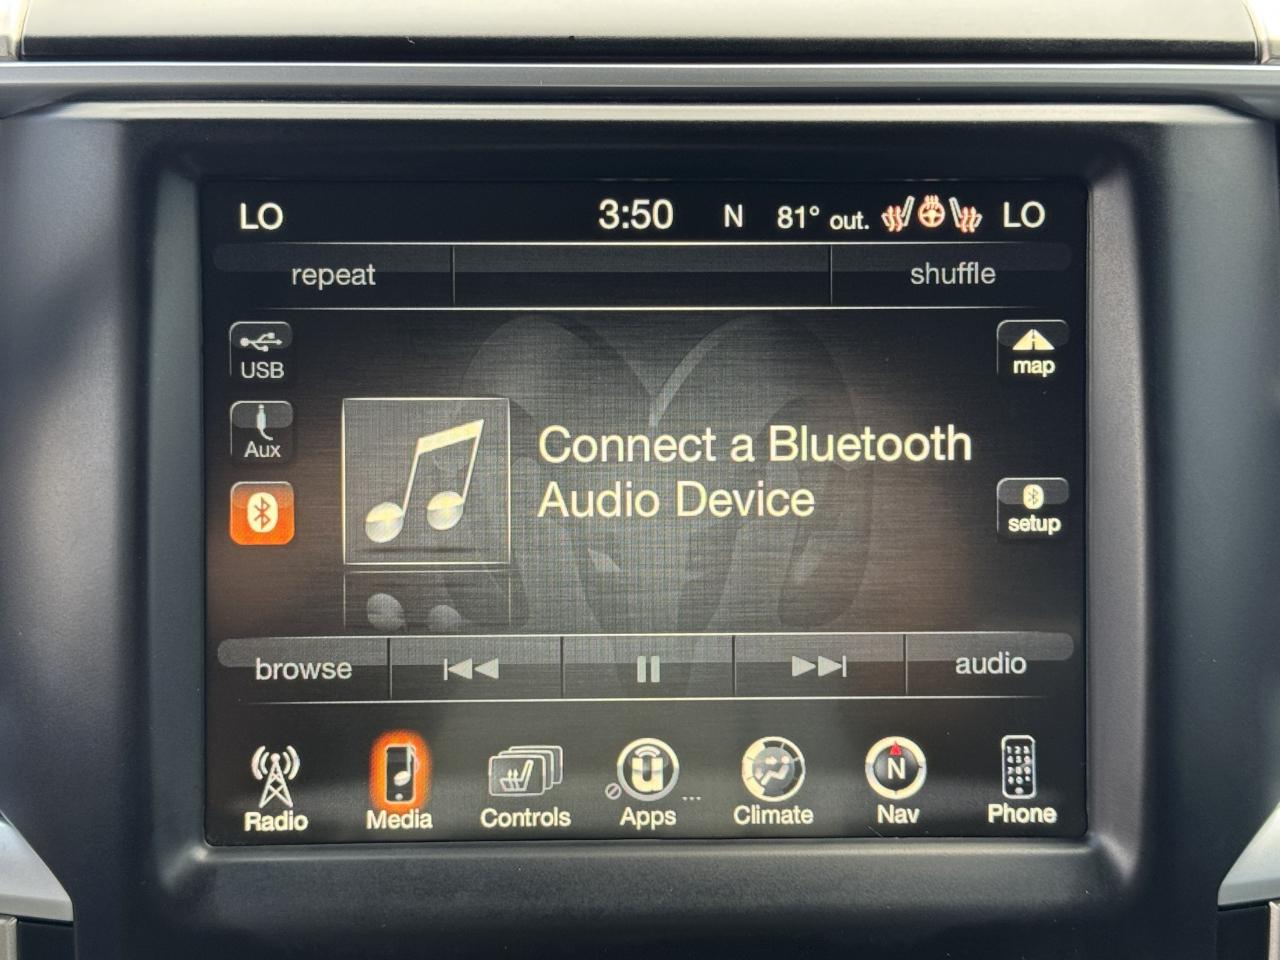 LO 3:50 N 81° out. LO
repeat shuffle
USB
map
Aux
Connect a Bluetooth
Audio Device
setup
browse audio
Radio Media Controls Apps ... Climate Nav Phone
N